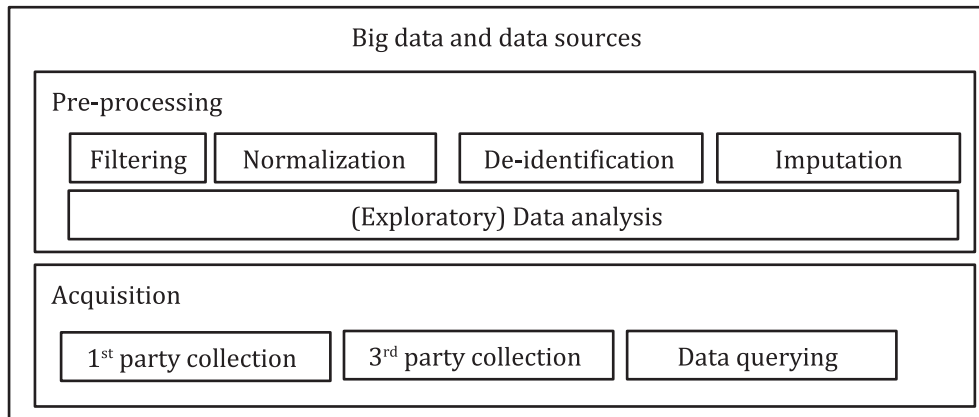 Big data and data sources
Pre-processing
Filtering
Normalization
De-identification
Imputation
(Exploratory) Data analysis
Acquisition
1st party collection
3rd party collection
Data querying